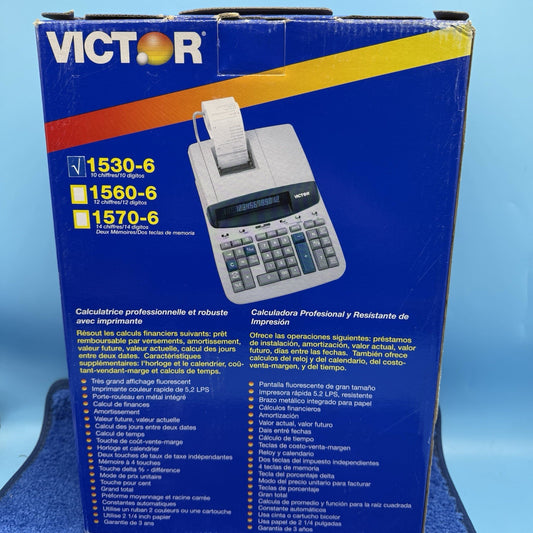 VICTOR®
√ 1530-6
10 chiffres/10 digitos
1560-6
12 chiffres/12 digitos
1570-6
14 chiffres/14 digitos
Deux Mémoires/Dos teclas de memoria
VICTOR
Calculatrice professionnelle et robuste
avec imprimante
Résout les calculs financiers suivants: prêt
remboursable par versements, amortissement,
valeur future, valeur actuelle, calcul des jours
entre deux dates. Caractéristiques
supplémentaires: l'horloge et le calendrier, coû-
tant-vendant-marge et calculs de temps.
Très grand affichage fluorescent
Imprimante couleur rapide de 5,2 LPS
Porte-rouleau en métal intégré
Calcul de finances
Amortissement
Valeur future, valeur actuelle
Calcul des jours entre deux dates
Calcul de temps
Touche de coût-vente-marge
Horloge et calendrier
Deux touches de taux de taxe indépendantes
Mémoire à 4 touches
Touche delta % - différence
Mode de prix unitaire
Touche pour cent
Grand total
Préforme moyennage et racine carrée
Constantes automatiques
Utilise un ruban 2 couleurs ou une cartouche
Utilise 2 1/4 inch papier
Garantie de 3 ans
Calculadora Profesional y Resistante de
Impresión
Ofrece las operaciones siguientes: préstamos
de instalación, amortización, valor actual, valor
futuro, dias entre las fechas. También ofrece
calculos del reloj y del calendario, del costo-
venta-margen, y del tiempo.
Pantalla fluorescente de gran tamaño
Impresora rápida 5.2 LPS, resistente
Brazo metálico integrado para papel
Cálculos financieros
Amortización
Valor actual, valor futuro
Dais entre fechas
Cálculo de tiempo
Teclas de costo-venta-margen
Reloy y calendario
Dos teclas del impuesto independientes
4 teclas de memoria
Tecla del porcentaje delta
Modo del precio unitario para facturar
Teclas de porcentaje
Gran total
Calcula de promedio y función para la raíz cuadrada
Constante automáticos
Usa cinta o cartucho bicolor
Usa papel de 2 1/4 pulgadas
Garantía de 3 años